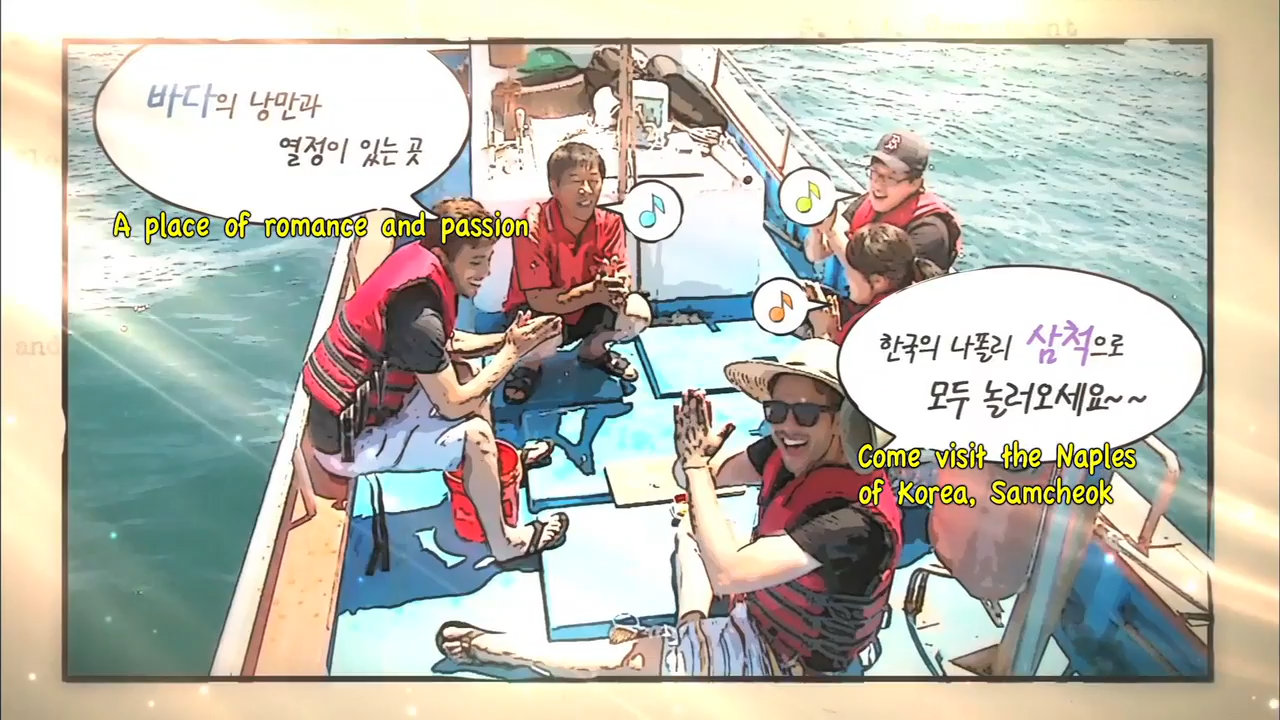 바다의 낭만과
열정이 있는 곳
A place of romance and passion
한국의 나폴리 삼척으로
모두 놀러오세요~~
Come visit the Naples
of Korea, Samcheok
and